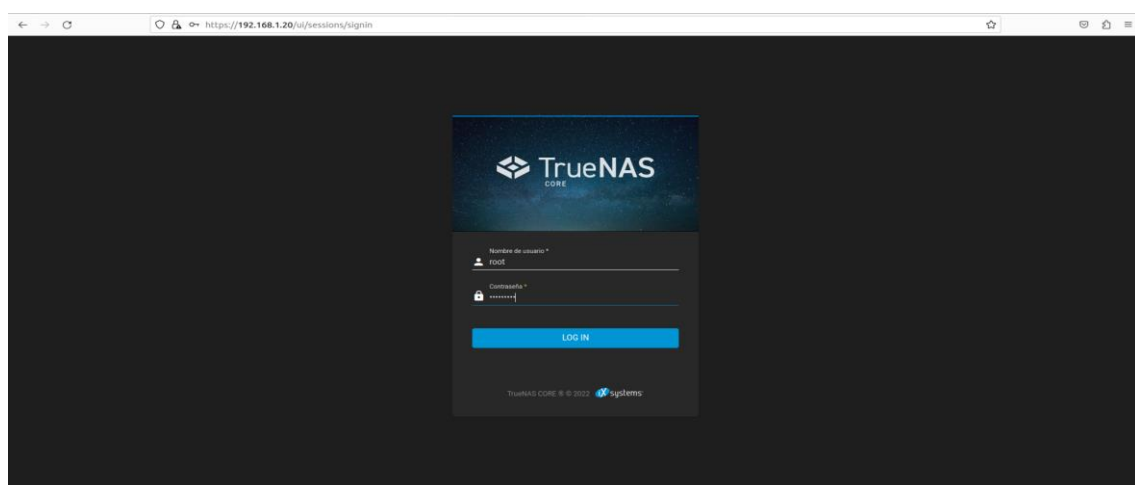 https://192.168.1.20/ui/sessions/signin
TrueNAS
CORE
Nombre de usuario *
root
Contraseña *
•••••••••
LOG IN
TrueNAS CORE ® © 2022 iXsystems